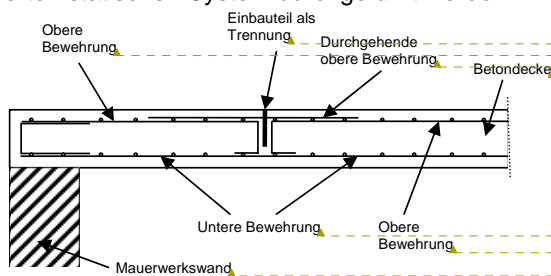 Einbauteil als
Trennung
Obere
Bewehrung
Durchgehende
obere Bewehrung
Betondecke
Untere Bewehrung
Obere
Bewehrung
Mauerwerkswand